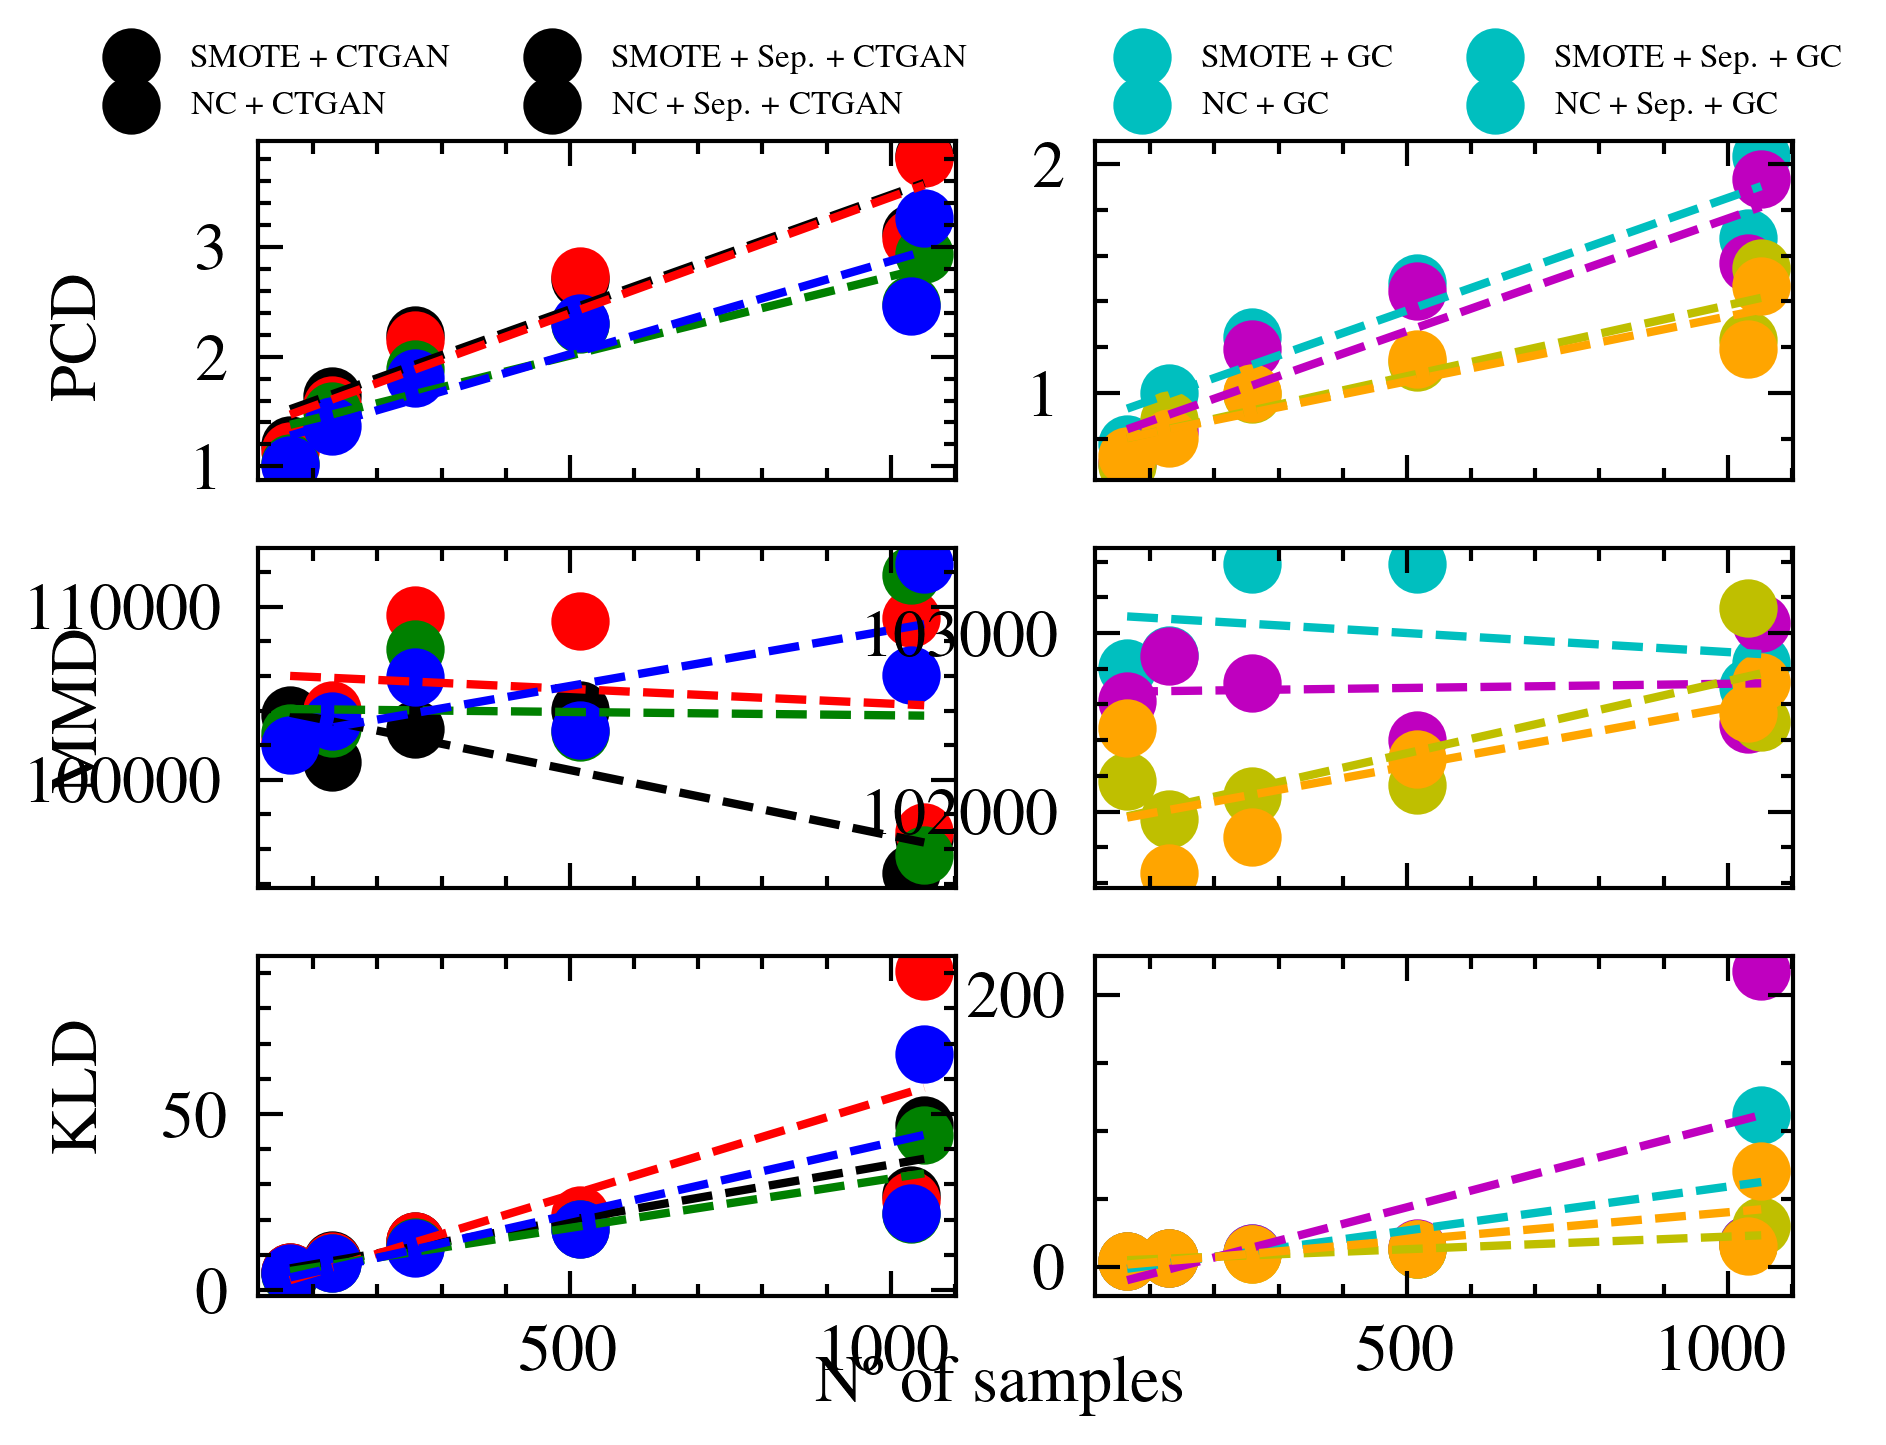 SMOTE + CTGAN
SMOTE + Sep. + CTGAN
NC + CTGAN
NC + Sep. + CTGAN
SMOTE + GC
SMOTE + Sep. + GC
NC + GC
NC + Sep. + GC
PCD
3
2
1
2
1
MMD
110000
100000
103000
102000
KLD
50
0
200
0
500
1000
500
1000
Nº of samples